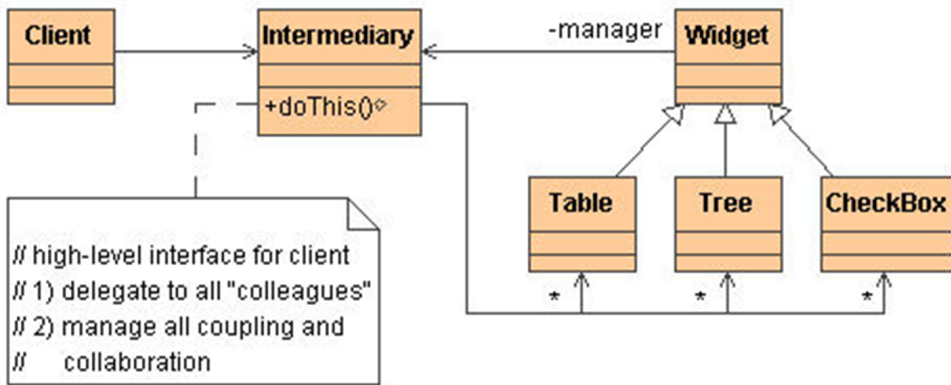 Client
Intermediary
-manager
Widget
+doThis()
Table
Tree
CheckBox
* * *
// high-level interface for client
// 1) delegate to all "colleagues"
// 2) manage all coupling and
// collaboration